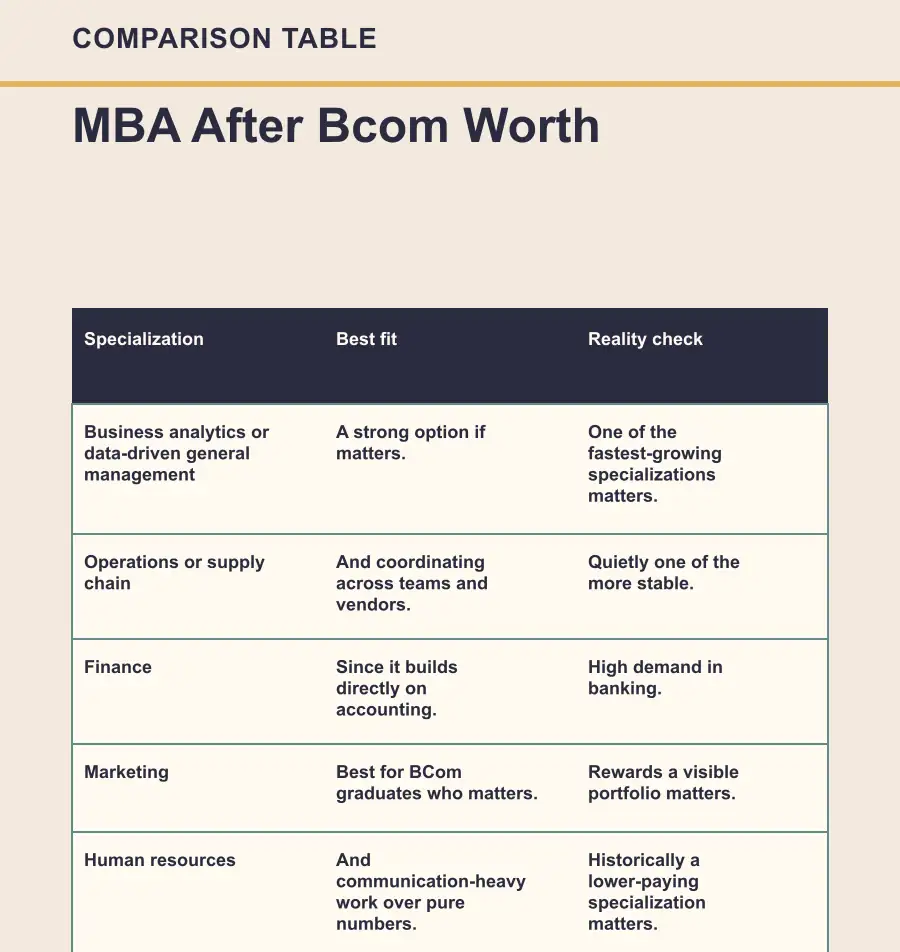 COMPARISON TABLE
MBA After Bcom Worth
Specialization
Best fit
Reality check
Business analytics or
data-driven general
management
A strong option if
matters.
One of the
fastest-growing
specializations
matters.
Operations or supply
chain
And coordinating
across teams and
vendors.
Quietly one of the
more stable.
Finance
Since it builds
directly on
accounting.
High demand in
banking.
Marketing
Best for BCom
graduates who matters.
Rewards a visible
portfolio matters.
Human resources
And
communication-heavy
work over pure
numbers.
Historically a
lower-paying
specialization
matters.